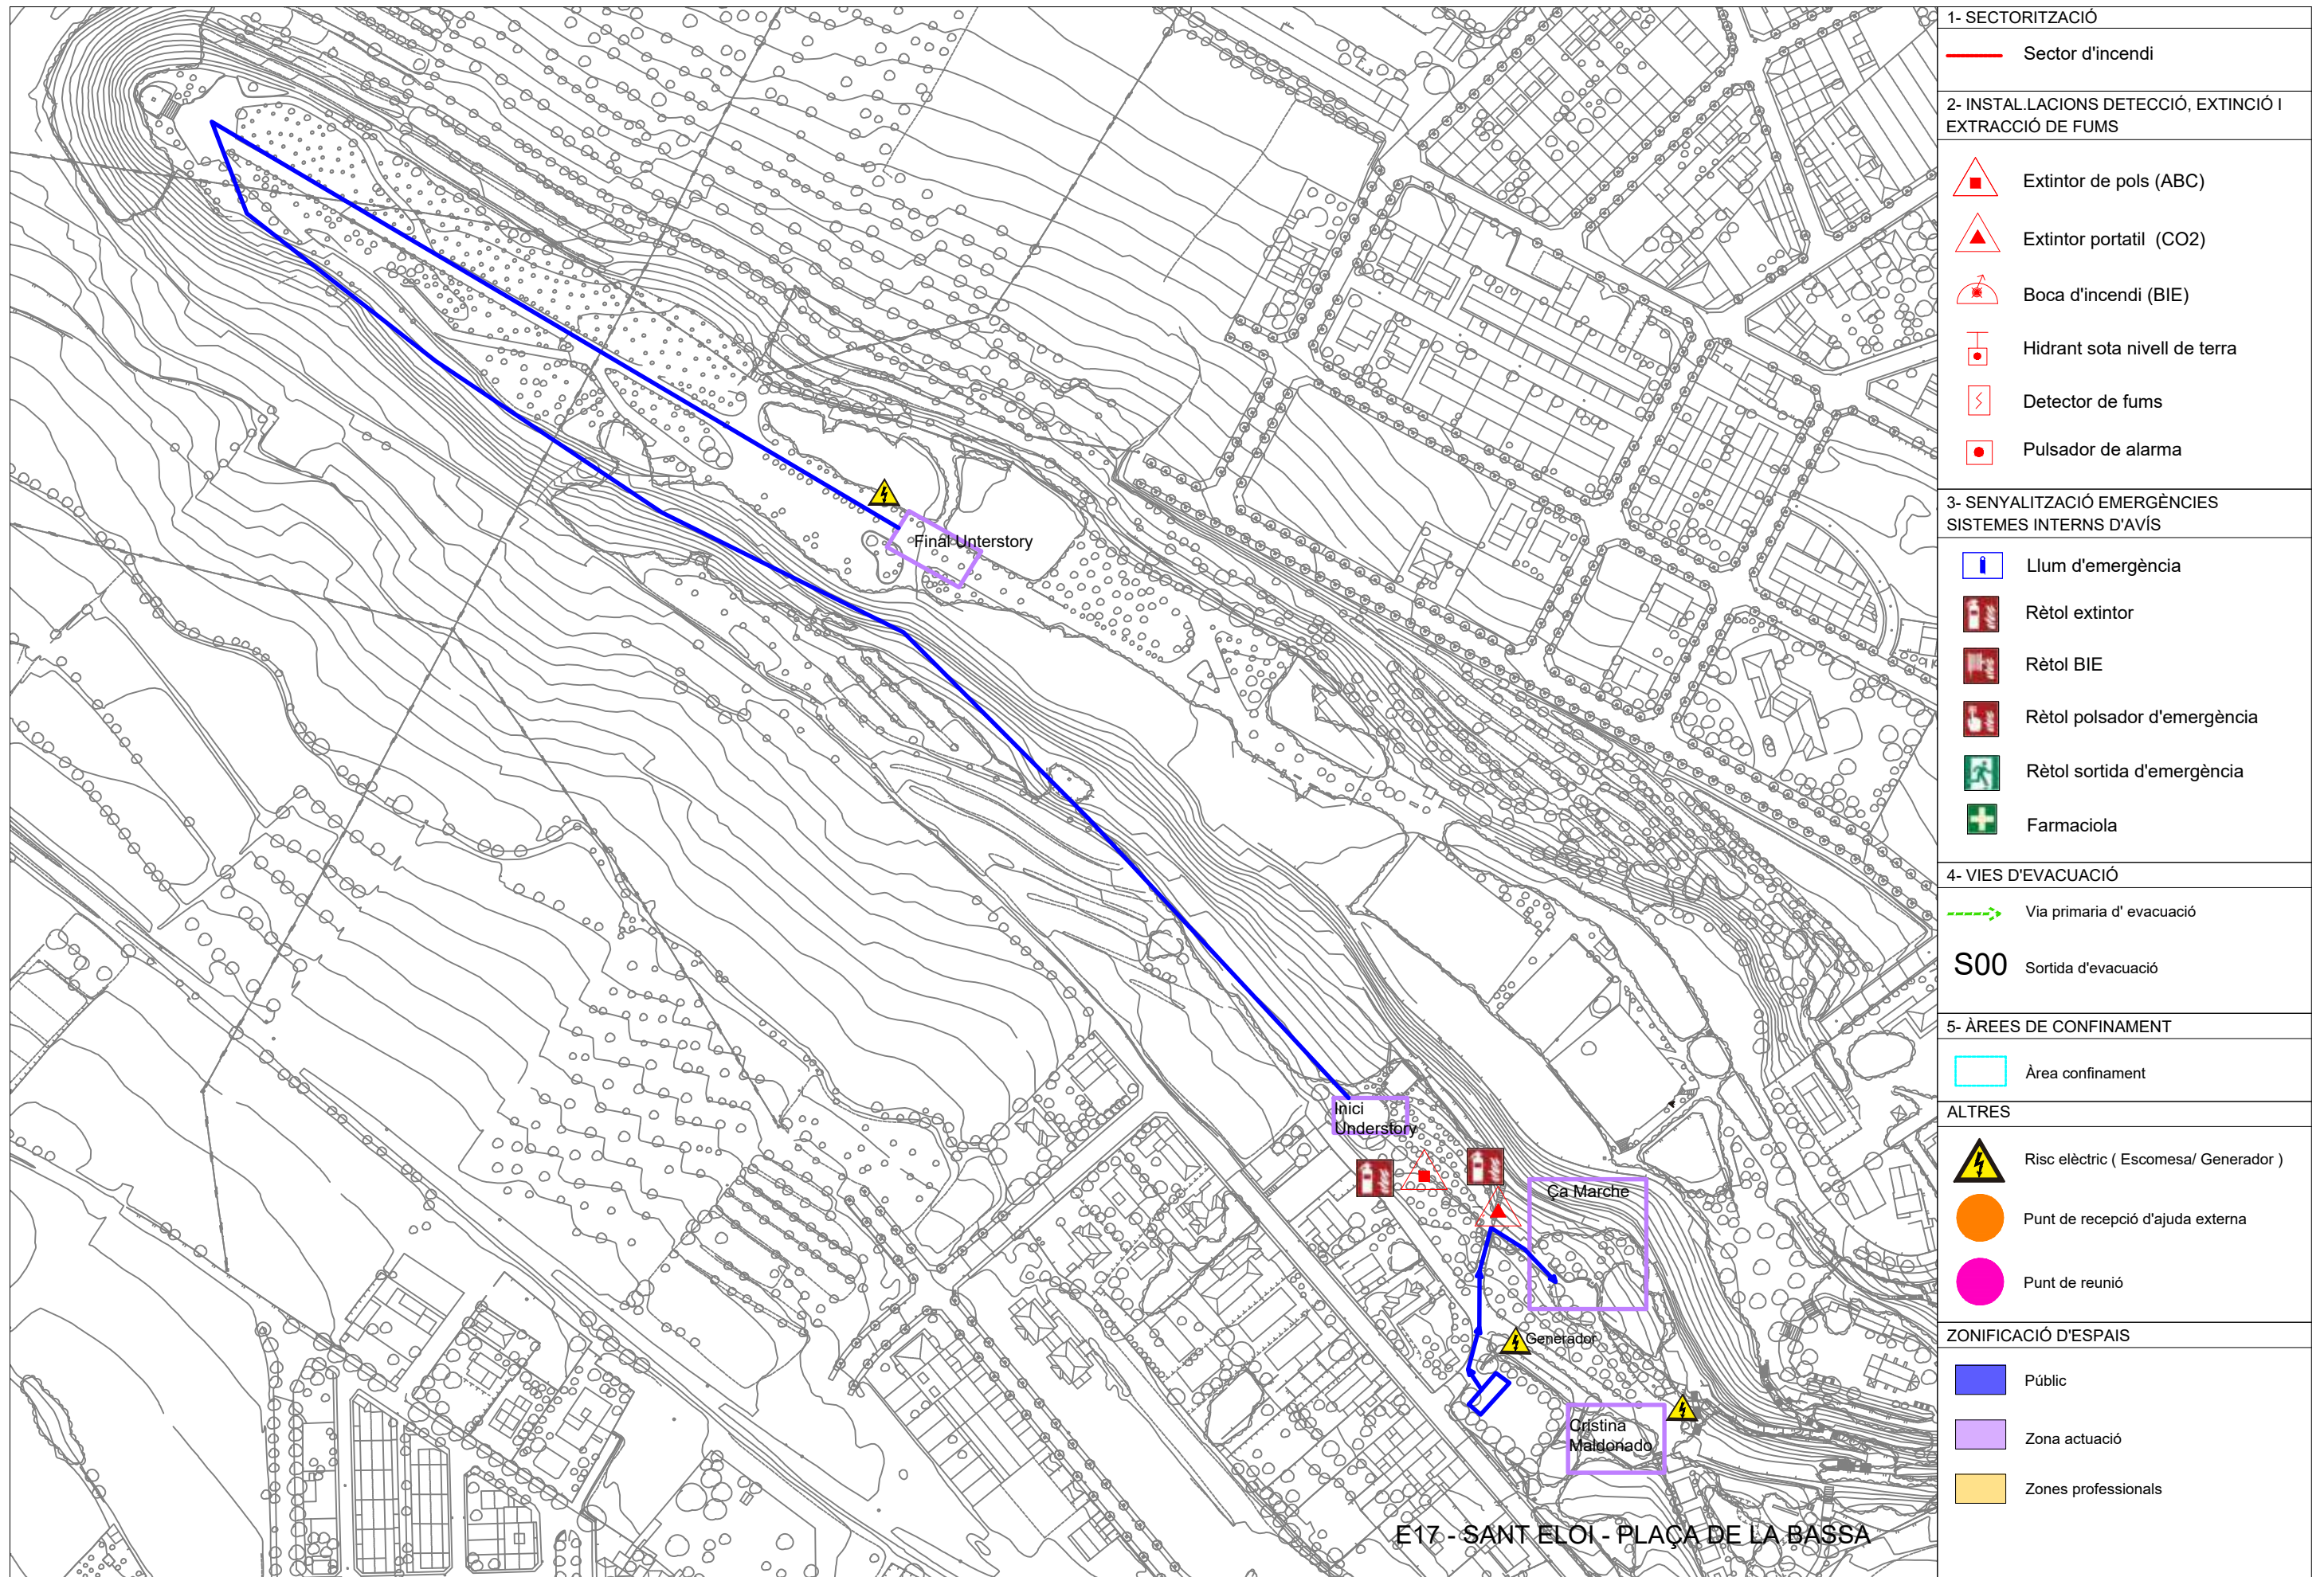 Final Unterstory
Inici
Understory
Ça Marche
Generador
Cristina
Maldonado
E17 - SANT ELOI - PLAÇA DE LA BASSA
1- SECTORITZACIÓ
Sector d'incendi
2- INSTAL.LACIONS DETECCIÓ, EXTINCIÓ I
EXTRACCIÓ DE FUMS
Extintor de pols (ABC)
Extintor portatil (CO2)
Boca d'incendi (BIE)
Hidrant sota nivell de terra
Detector de fums
Pulsador de alarma
3- SENYALITZACIÓ EMERGÈNCIES
SISTEMES INTERNS D'AVÍS
Llum d'emergència
Rètol extintor
Rètol BIE
Rètol polsador d'emergència
Rètol sortida d'emergència
Farmaciola
4- VIES D'EVACUACIÓ
Via primaria d' evacuació
S00 Sortida d'evacuació
5- ÀREES DE CONFINAMENT
Àrea confinament
ALTRES
Risc elèctric ( Escomesa/ Generador )
Punt de recepció d'ajuda externa
Punt de reunió
ZONIFICACIÓ D'ESPAIS
Públic
Zona actuació
Zones professionals